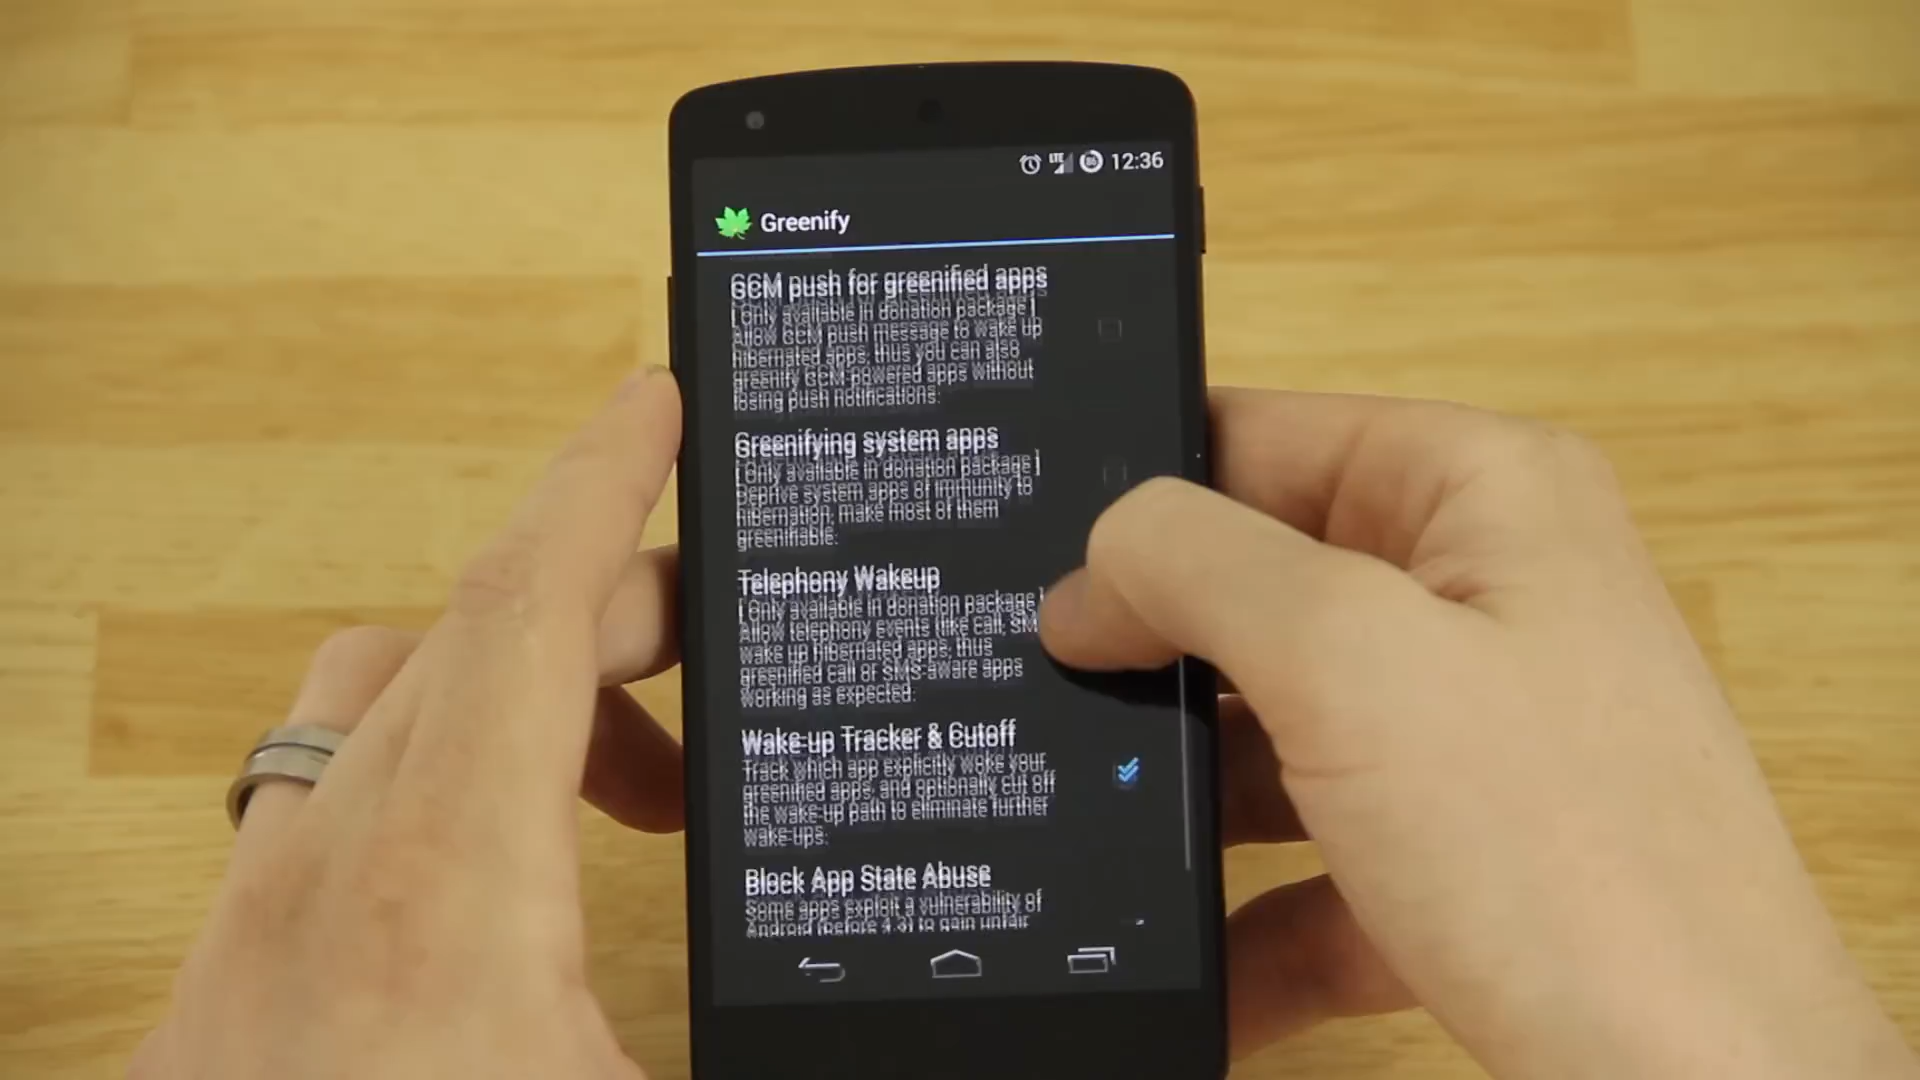 LTE 12:36
Greenify
GCM push for greenified apps
[ Only available in donation package ]
Allow GCM push message to wake up
hibernated apps, thus you can also
greenify GCM-powered apps without
losing push notifications.
Greenifying system apps
[ Only available in donation package ]
Deprive system apps of immunity to
hibernation, make most of them
greenifiable.
Telephony Wakeup
[ Only available in donation package ]
Allow telephony events (like call, SM
wake up hibernated apps, thus
greenified call or SMS-aware apps
working as expected.
Wake-up Tracker & Cutoff
Track which app explicitly woke your
greenified apps, and optionally cut off
the wake-up path to eliminate further
wake-ups.
Block App State Abuse
Some apps exploit a vulnerability of
Android (before 4.3) to gain unfair